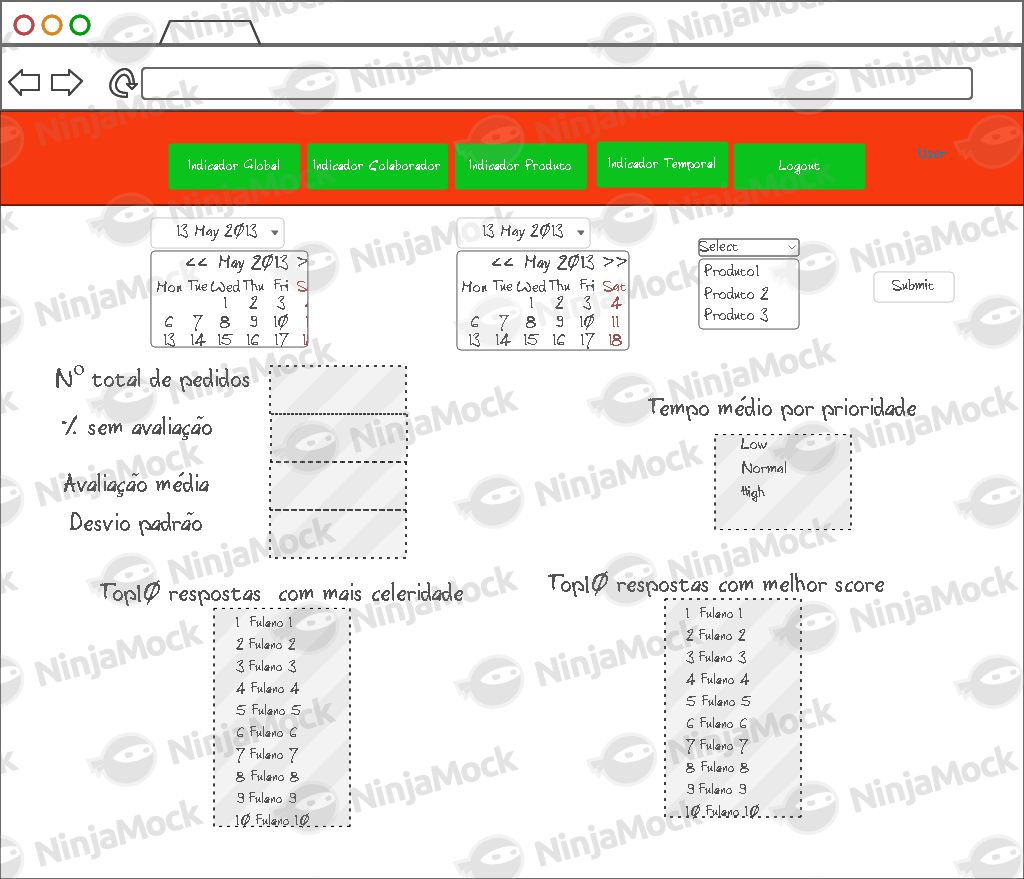 Indicador Global
Indicador Colaborador
Indicador Produto
Indicador Temporal
Logout
User
13 May 2013
13 May 2013
<< May 2013 >
Mon Tue Wed Thu Fri S
1 2 3
6 7 8 9 10
13 14 15 16 17
<< May 2013 >>
Mon Tue Wed Thu Fri Sat
1 2 3 4
6 7 8 9 10 11
13 14 15 16 17 18
Select
Produto1
Produto 2
Produto 3
Submit
Nº total de pedidos
% sem avaliação
Avaliação média
Desvio padrão
Tempo médio por prioridade
Low
Normal
High
Top10 respostas com mais celeridade
1 Fulano 1
2 Fulano 2
3 Fulano 3
4 Fulano 4
5 Fulano 5
6 Fulano 6
7 Fulano 7
8 Fulano 8
9 Fulano 9
10 Fulano 10
Top10 respostas com melhor score
1 Fulano 1
2 Fulano 2
3 Fulano 3
4 Fulano 4
5 Fulano 5
6 Fulano 6
7 Fulano 7
8 Fulano 8
9 Fulano 9
10 Fulano 10
NinjaMock